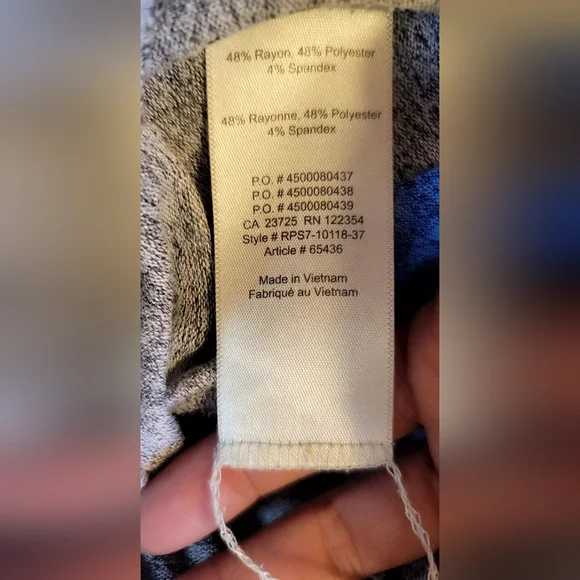 48% Rayon, 48% Polyester
4% Spandex
48% Rayonne, 48% Polyester
4% Spandex
P.O. # 4500080437
P.O. # 4500080438
P.O. # 4500080439
CA 23725 RN 122354
Style # RPS7-10118-37
Article # 65436
Made in Vietnam
Fabriqué au Vietnam